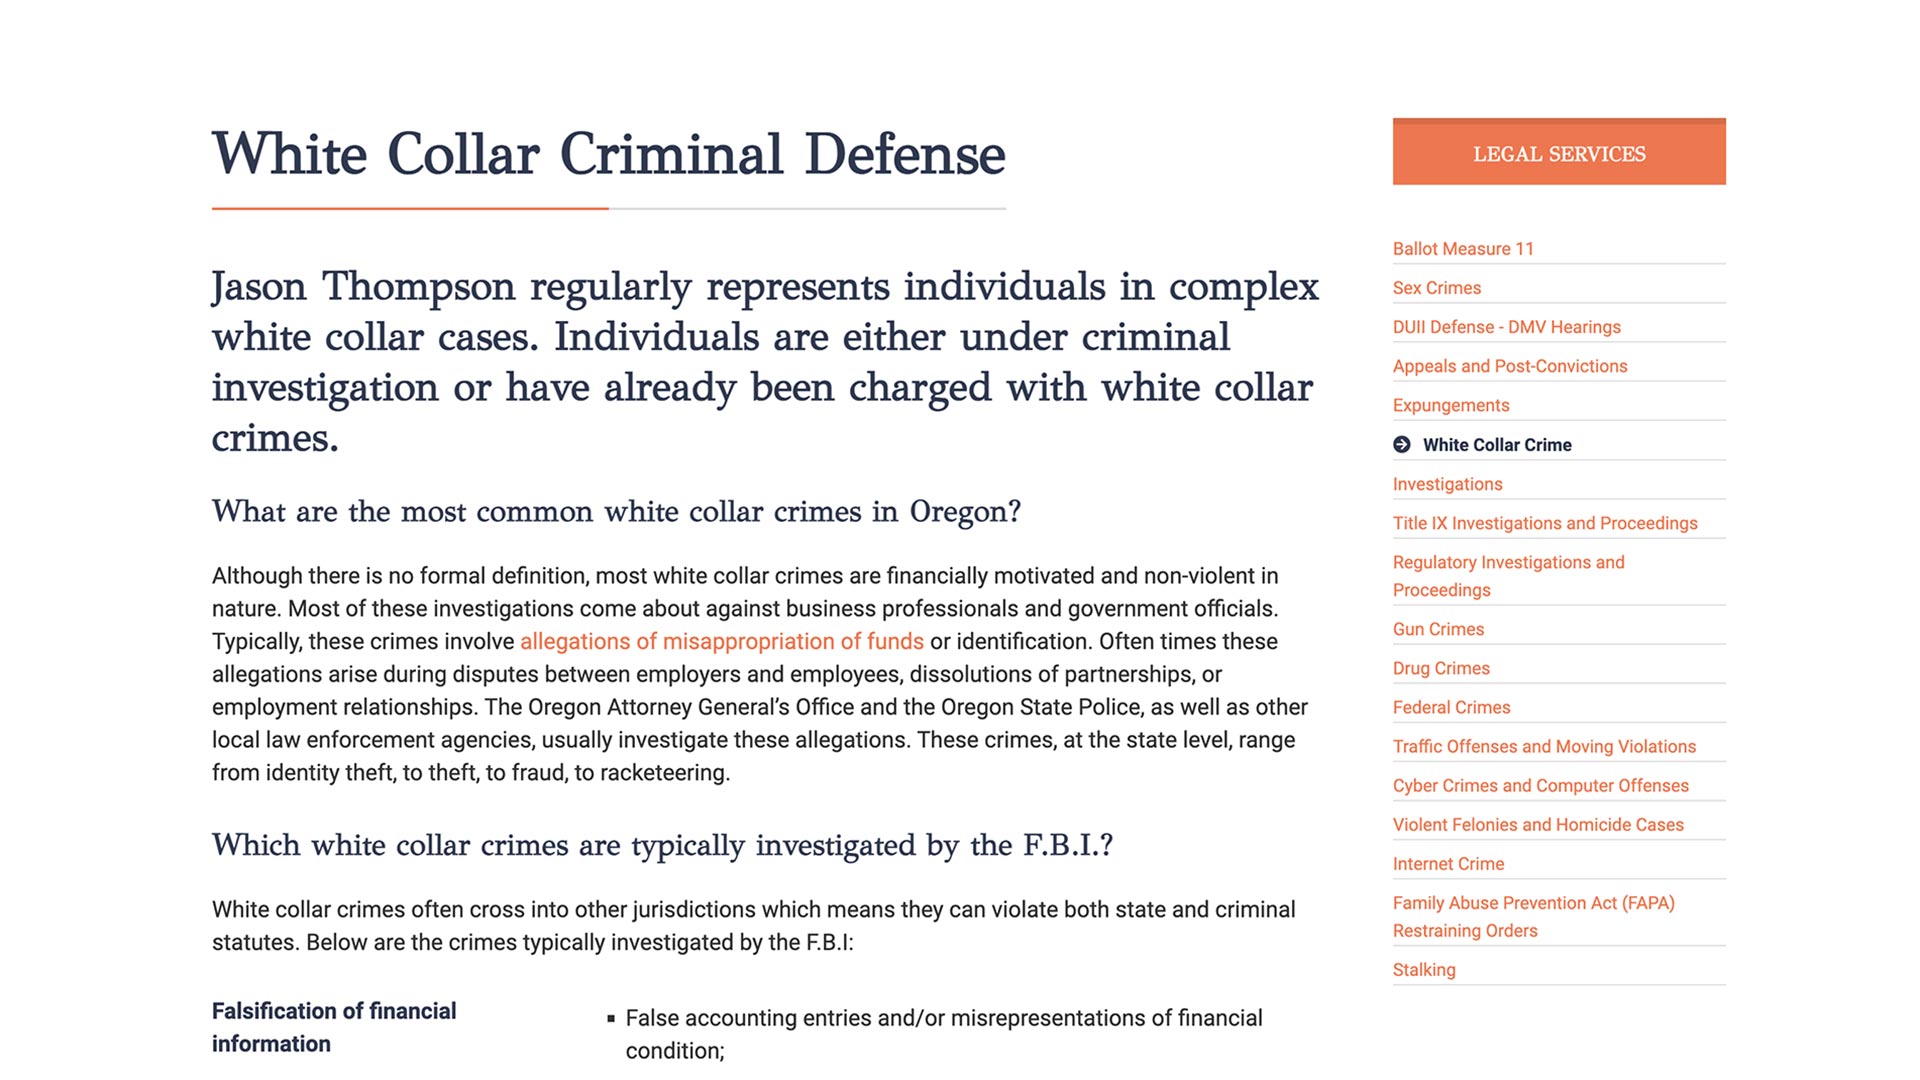 White Collar Criminal Defense
Jason Thompson regularly represents individuals in complex
white collar cases. Individuals are either under criminal
investigation or have already been charged with white collar
crimes.
What are the most common white collar crimes in Oregon?
Although there is no formal definition, most white collar crimes are financially motivated and non-violent in
nature. Most of these investigations come about against business professionals and government officials.
Typically, these crimes involve allegations of misappropriation of funds or identification. Often times these
allegations arise during disputes between employers and employees, dissolutions of partnerships, or
employment relationships. The Oregon Attorney General’s Office and the Oregon State Police, as well as other
local law enforcement agencies, usually investigate these allegations. These crimes, at the state level, range
from identity theft, to theft, to fraud, to racketeering.
Which white collar crimes are typically investigated by the F.B.I.?
White collar crimes often cross into other jurisdictions which means they can violate both state and criminal
statutes. Below are the crimes typically investigated by the F.B.I:
Falsification of financial
information
▪ False accounting entries and/or misrepresentations of financial
condition;
LEGAL SERVICES
Ballot Measure 11
Sex Crimes
DUII Defense - DMV Hearings
Appeals and Post-Convictions
Expungements
White Collar Crime
Investigations
Title IX Investigations and Proceedings
Regulatory Investigations and
Proceedings
Gun Crimes
Drug Crimes
Federal Crimes
Traffic Offenses and Moving Violations
Cyber Crimes and Computer Offenses
Violent Felonies and Homicide Cases
Internet Crime
Family Abuse Prevention Act (FAPA)
Restraining Orders
Stalking